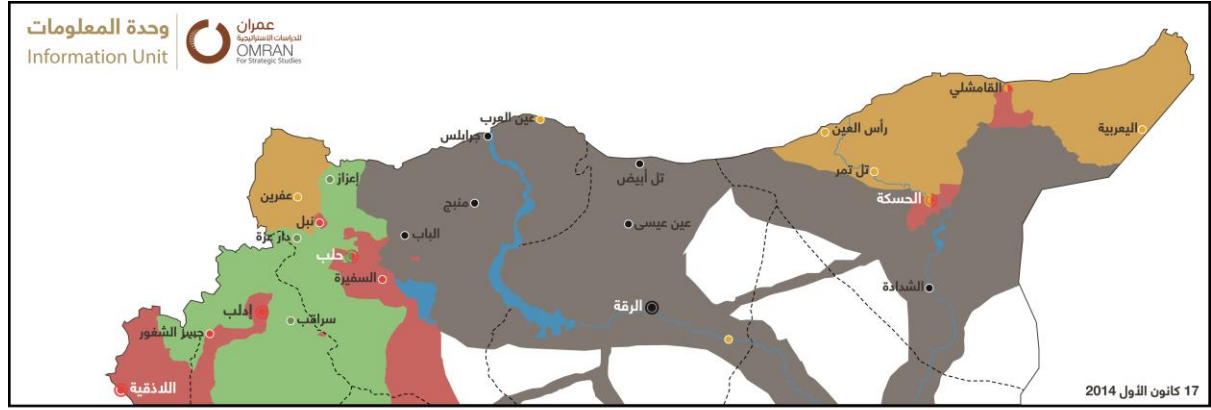 وحدة المعلومات
Information Unit
عمران
للدراسات الاستراتيجية
OMRAN
For Strategic Studies
القامشلي
عين العرب
رأس العين
اليعربية
جرابلس
إعزاز
تل أبيض
تل تمر
عفرين
منبج
الحسكة
نبل
عين عيسى
دار عزة
الباب
حلب
السفيرة
الشدادة
الرقة
إدلب
سراقب
جسر الشغور
اللاذقية
17 كانون الأول 2014